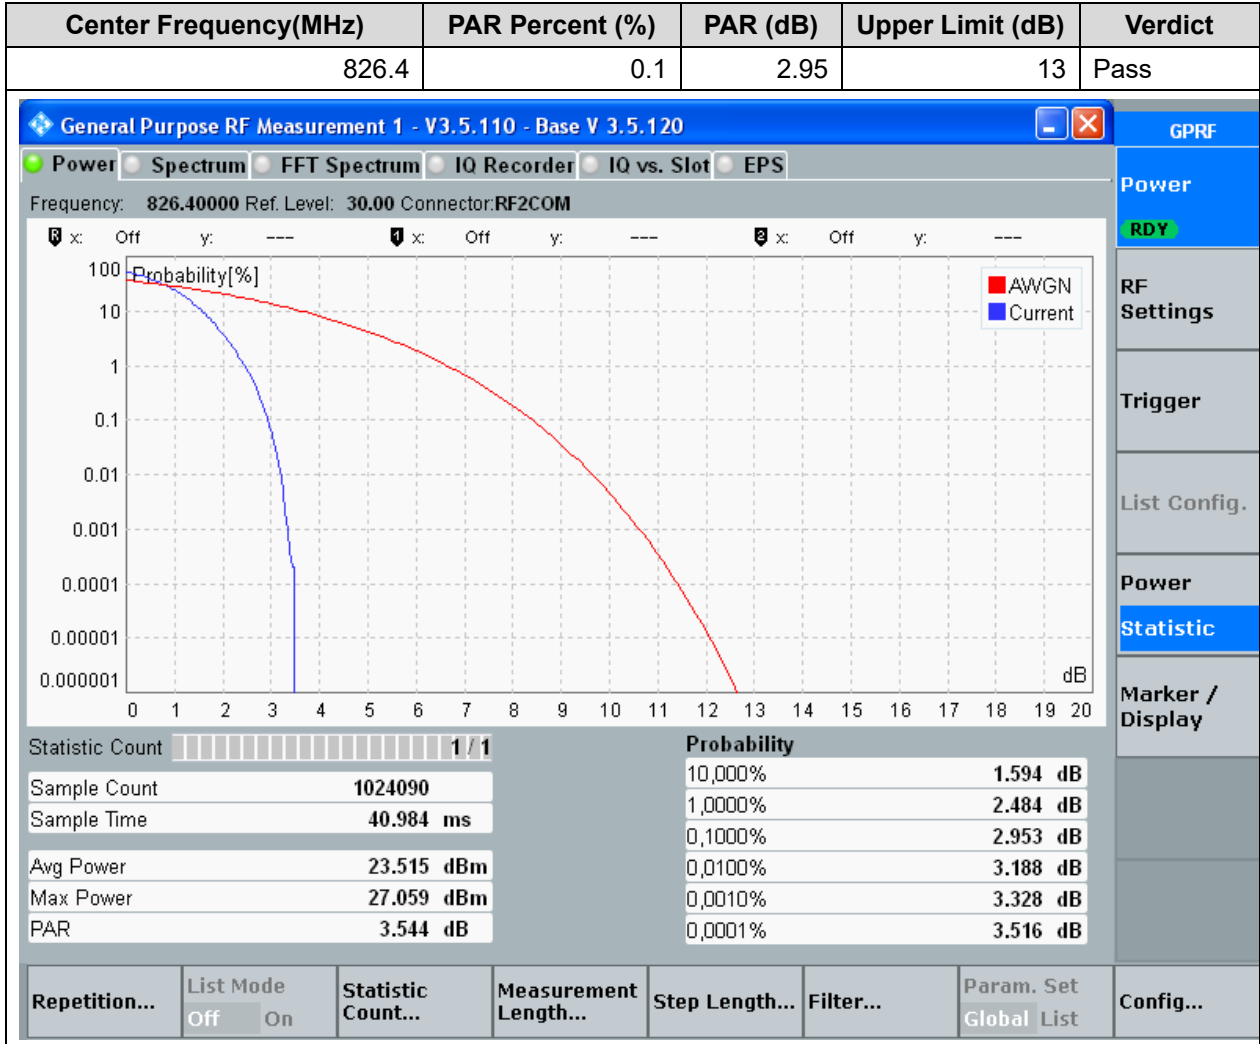 Center Frequency(MHz) PAR Percent (%) PAR (dB) Upper Limit (dB) Verdict
826.4 0.1 2.95 13 Pass
General Purpose RF Measurement 1 - V3.5.110 - Base V 3.5.120
GPRF
Power Spectrum FFT Spectrum IQ Recorder IQ vs. Slot EPS
Frequency: 826.40000 Ref. Level: 30.00 Connector:RF2COM
R x: Off y: --- 1 x: Off y: --- 2 x: Off y: ---
Probability[%]
AWGN
Current
100
10
1
0.1
0.01
0.001
0.0001
0.00001
0.000001
dB
0 1 2 3 4 5 6 7 8 9 10 11 12 13 14 15 16 17 18 19 20
Statistic Count 1 / 1
Sample Count 1024090
Sample Time 40.984 ms
Avg Power 23.515 dBm
Max Power 27.059 dBm
PAR 3.544 dB
Probability
10,000% 1.594 dB
1,0000% 2.484 dB
0,1000% 2.953 dB
0,0100% 3.188 dB
0,0010% 3.328 dB
0,0001% 3.516 dB
Power
RDY
RF
Settings
Trigger
List Config.
Power
Statistic
Marker /
Display
Repetition...
List Mode
Off On
Statistic
Count...
Measurement
Length...
Step Length...
Filter...
Param. Set
Global List
Config...